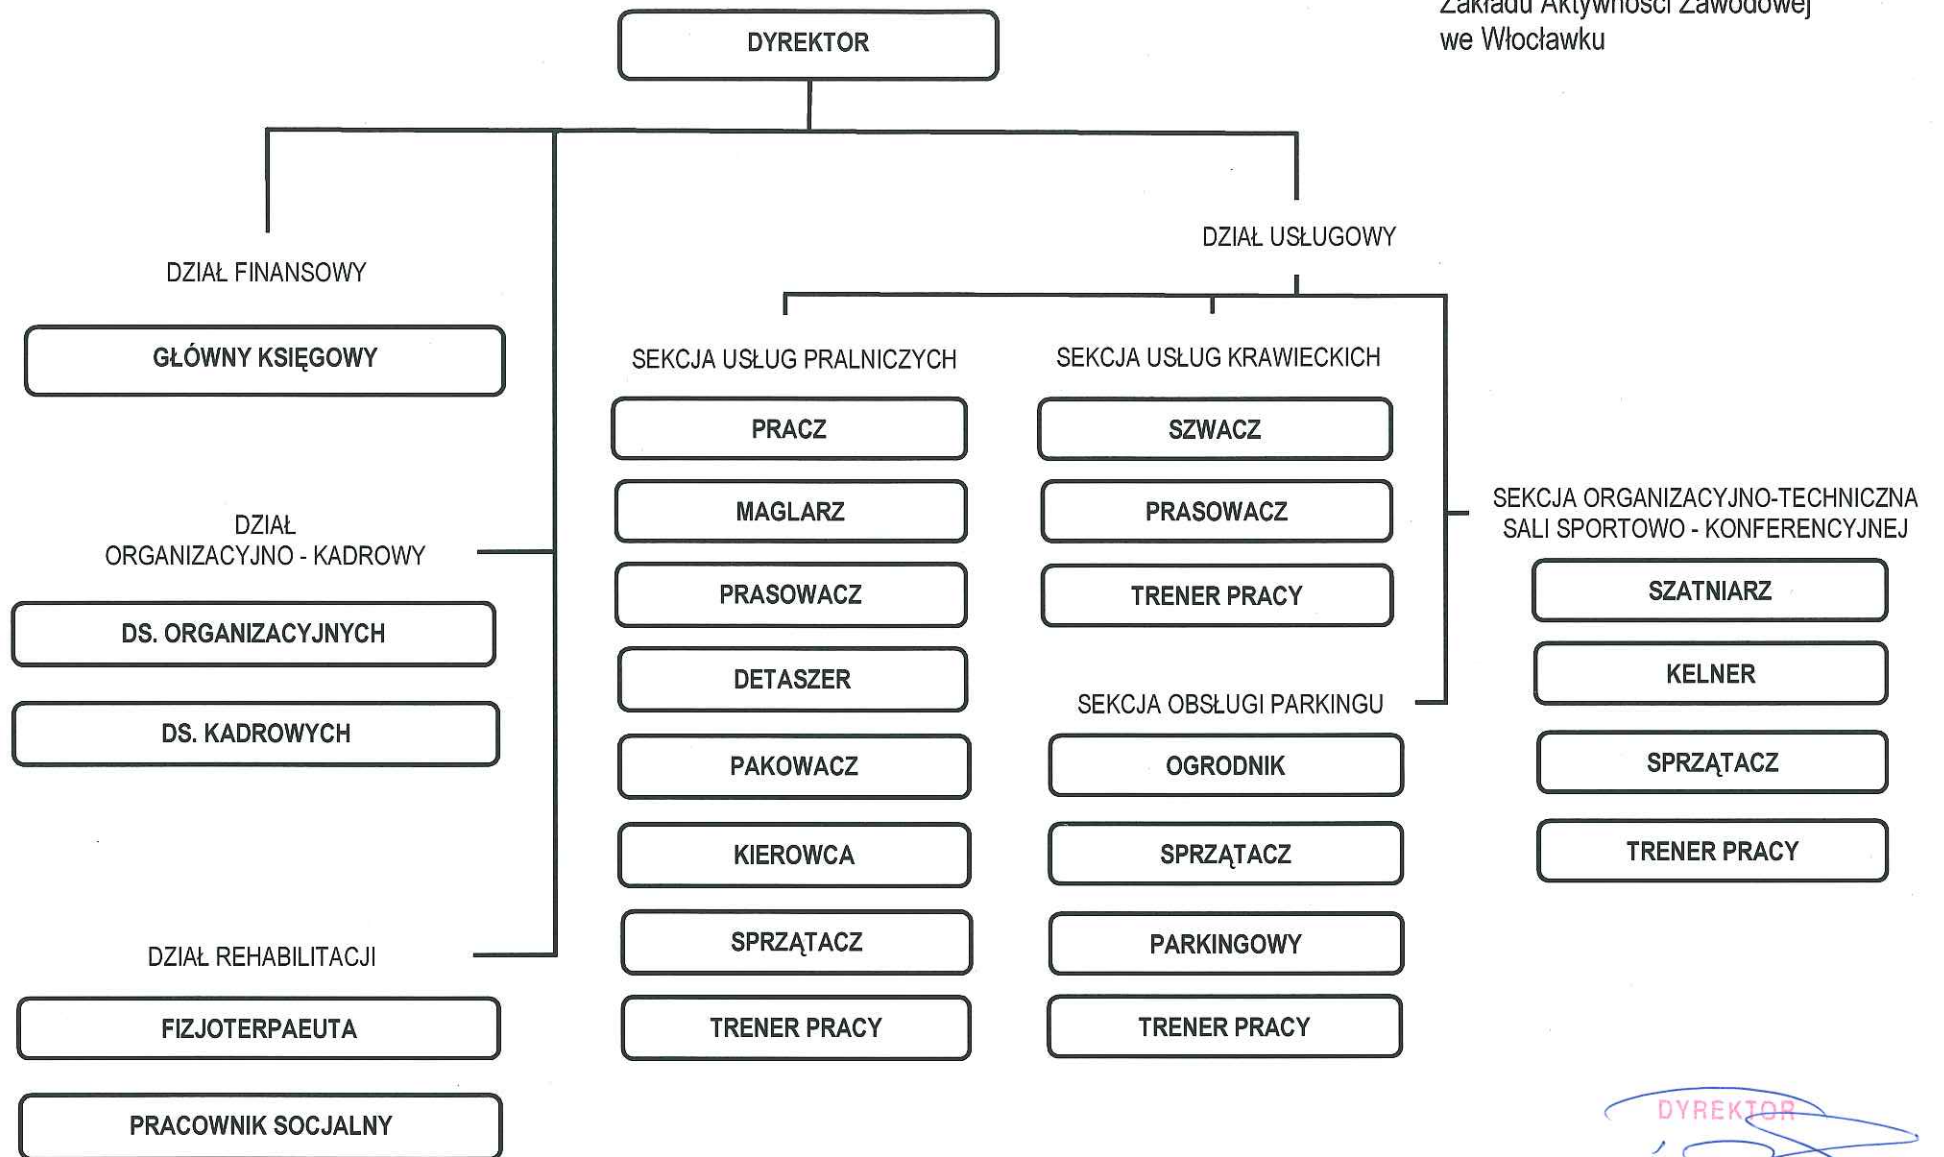 Zakładu Aktywności Zawodowej
we Włocławku
DYREKTOR
DZIAŁ FINANSOWY
GŁÓWNY KSIĘGOWY
DZIAŁ
ORGANIZACYJNO - KADROWY
DS. ORGANIZACYJNYCH
DS. KADROWYCH
DZIAŁ REHABILITACJI
FIZJOTERPAEUTA
PRACOWNIK SOCJALNY
DZIAŁ USŁUGOWY
SEKCJA USŁUG PRALNICZYCH
PRACZ
MAGLARZ
PRASOWACZ
DETASZER
PAKOWACZ
KIEROWCA
SPRZĄTACZ
TRENER PRACY
SEKCJA USŁUG KRAWIECKICH
SZWACZ
PRASOWACZ
TRENER PRACY
SEKCJA OBSŁUGI PARKINGU
OGRODNIK
SPRZĄTACZ
PARKINGOWY
TRENER PRACY
SEKCJA ORGANIZACYJNO-TECHNICZNA
SALI SPORTOWO - KONFERENCYJNEJ
SZATNIARZ
KELNER
SPRZĄTACZ
TRENER PRACY
DYREKTOR